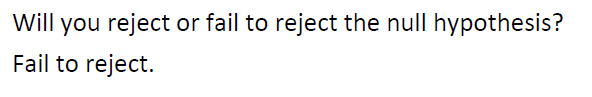 Will you reject or fail to reject the null hypothesis?
Fail to reject.